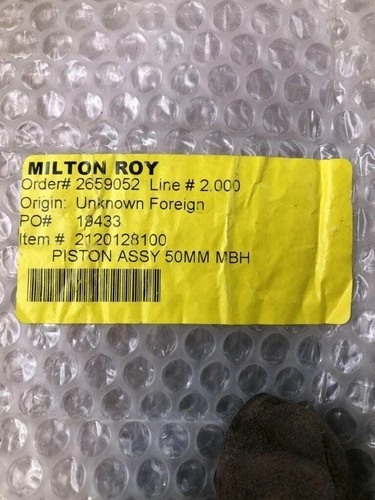 MILTON ROY
Order# 2659052 Line # 2.000
Origin: Unknown Foreign
PO# 19433
Item # 2120128100
PISTON ASSY 50MM MBH